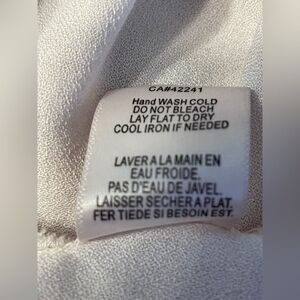 CA#42241
Hand WASH COLD
DO NOT BLEACH
LAY FLAT TO DRY
COOL IRON IF NEEDED
LAVER A LA MAIN EN
EAU FROIDE.
PAS D'EAU DE JAVEL.
LAISSER SECHER A PLAT.
FER TIEDE SI BESOIN EST.